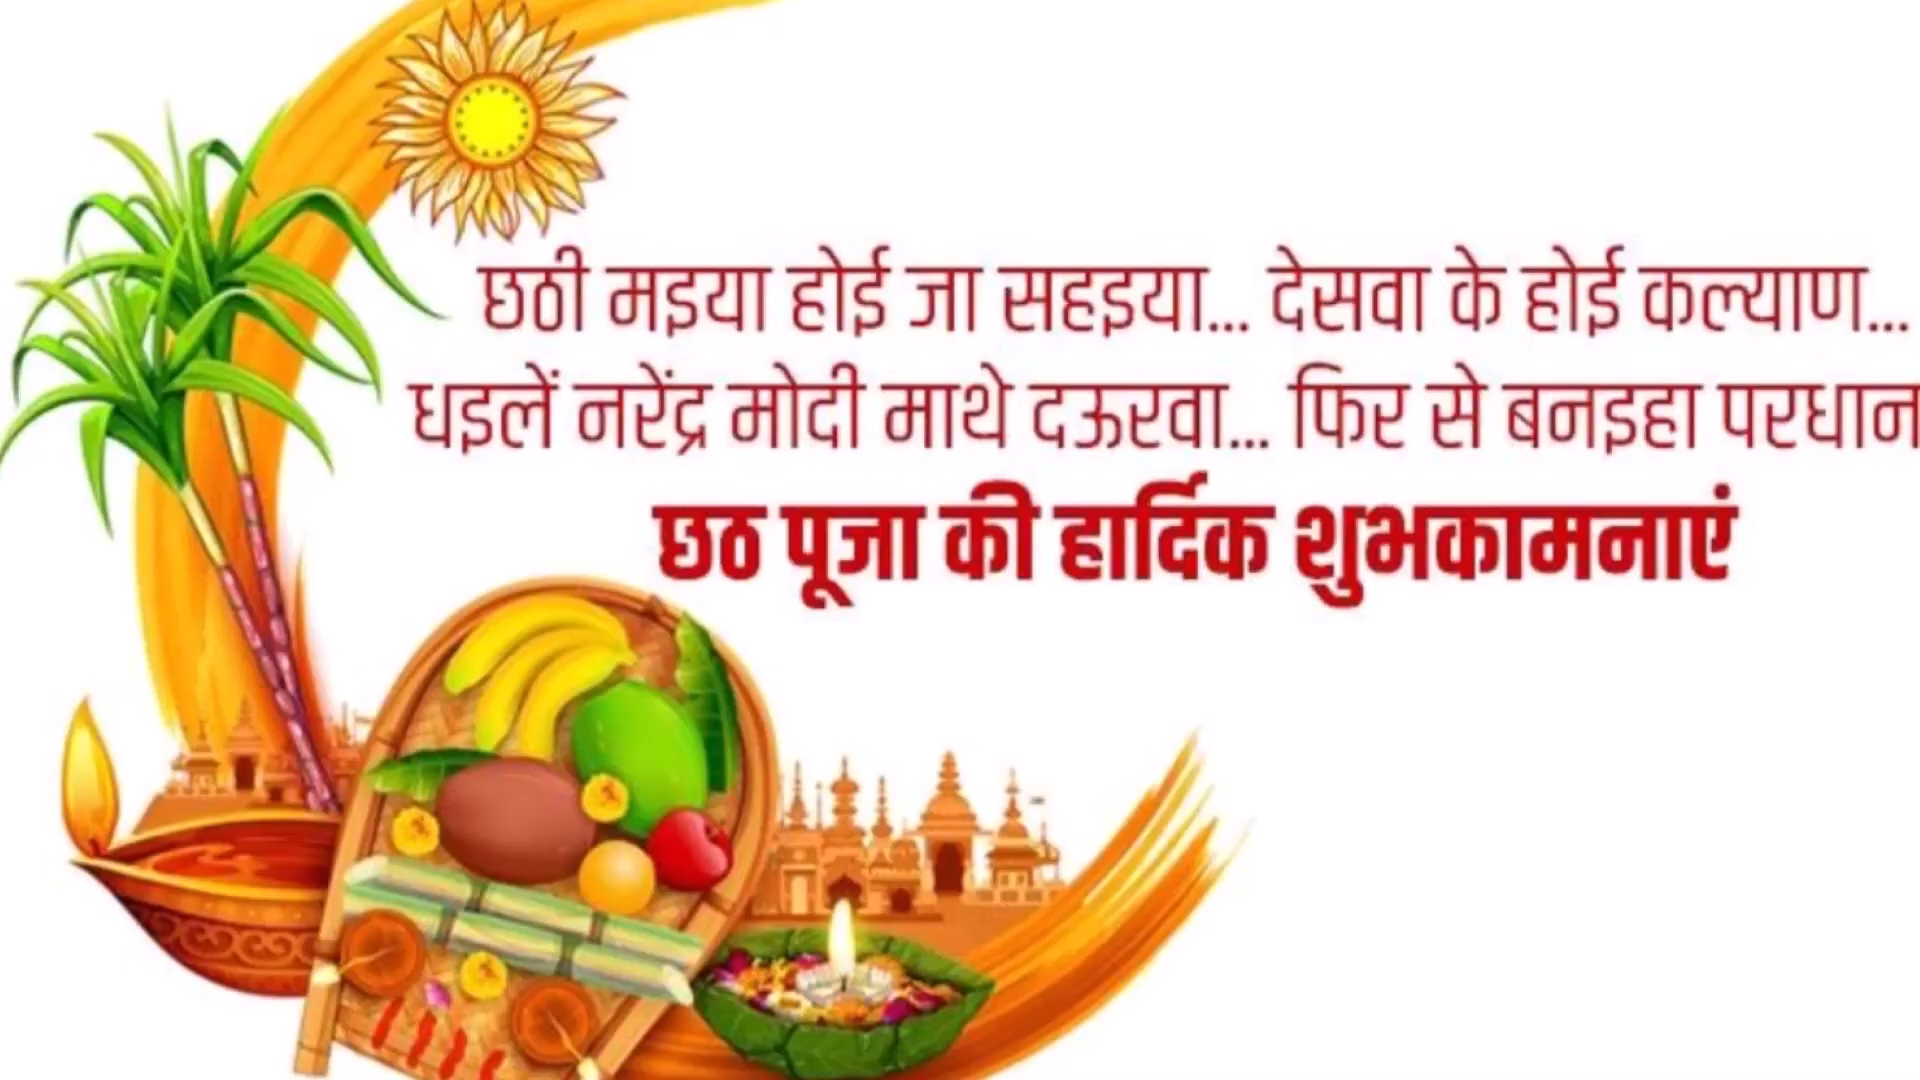 छठी मइया होई जा सहइया... देसवा के होई कल्याण...
धइलें नरेंद्र मोदी माथे दऊरवा... फिर से बनइहा परधान
छठ पूजा की हार्दिक शुभकामनाएं